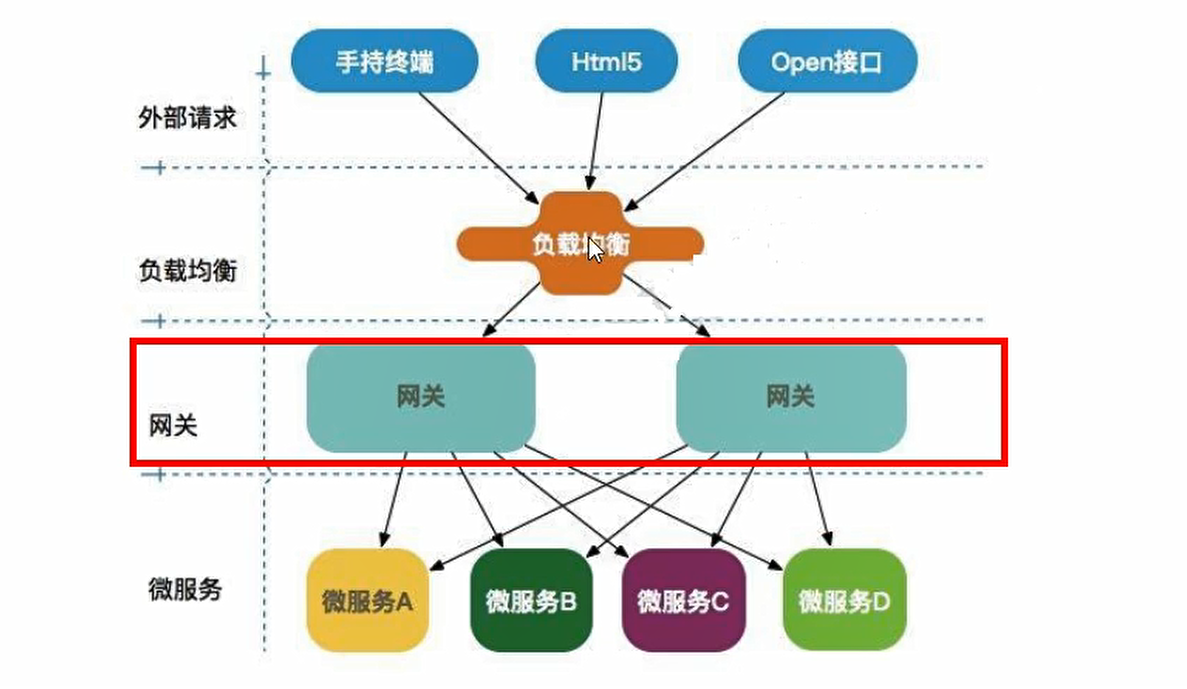 手持终端
Html5
Open接口
外部请求
负载均衡
负载均衡
网关
网关
网关
微服务
微服务A
微服务B
微服务C
微服务D